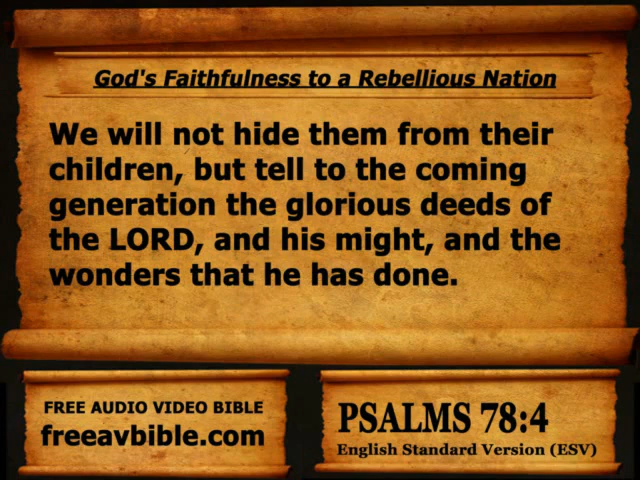 God's Faithfulness to a Rebellious Nation
We will not hide them from their
children, but tell to the coming
generation the glorious deeds of
the LORD, and his might, and the
wonders that he has done.
FREE AUDIO VIDEO BIBLE
freeavbible.com
PSALMS 78:4
English Standard Version (ESV)